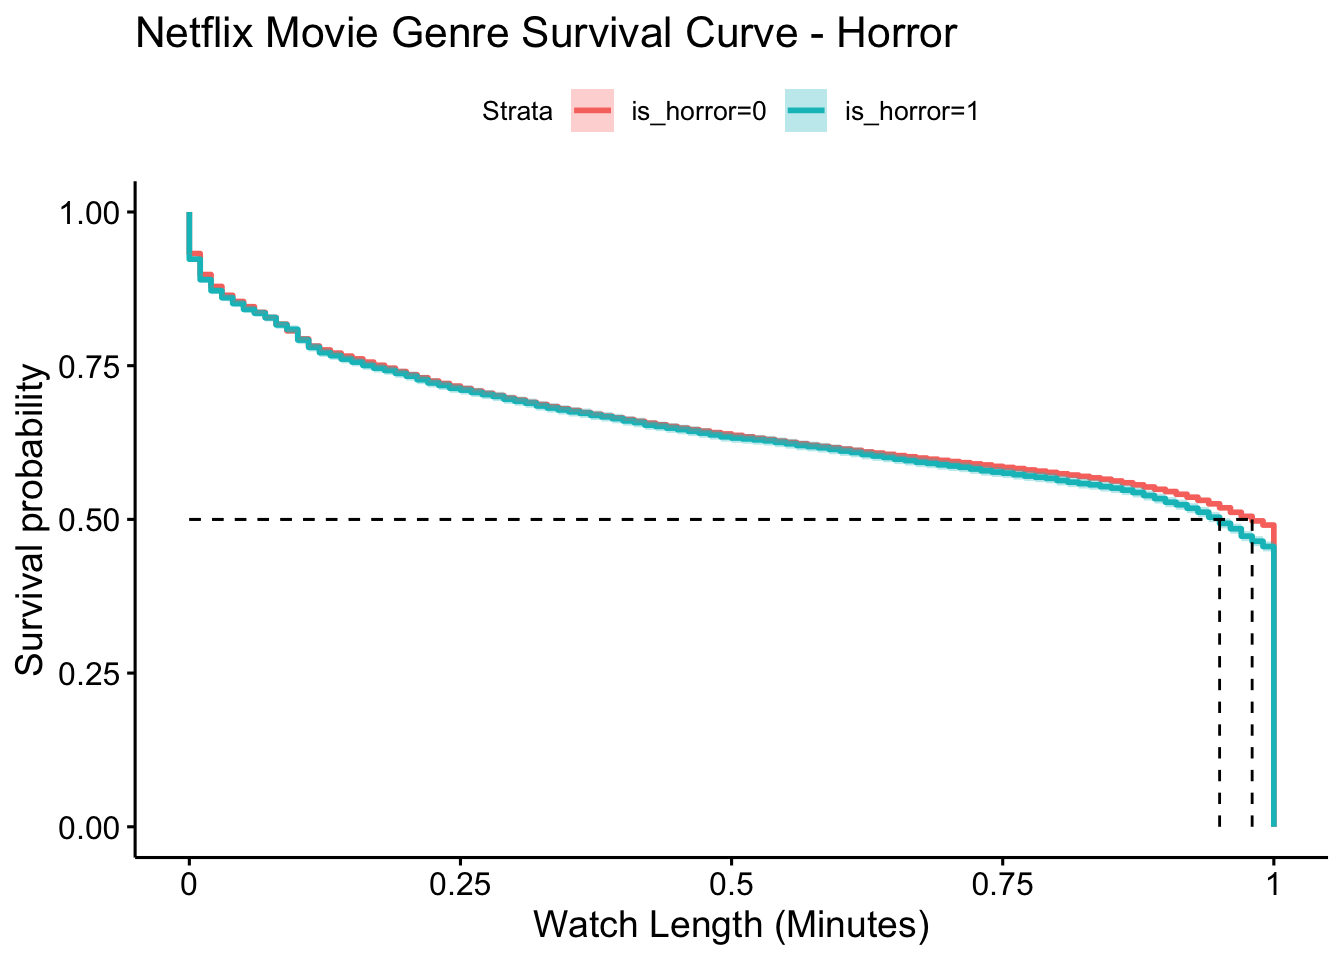 Netflix Movie Genre Survival Curve - Horror
Strata is_horror=0 is_horror=1
Survival probability
1.00
0.75
0.50
0.25
0.00
0 0.25 0.5 0.75 1
Watch Length (Minutes)